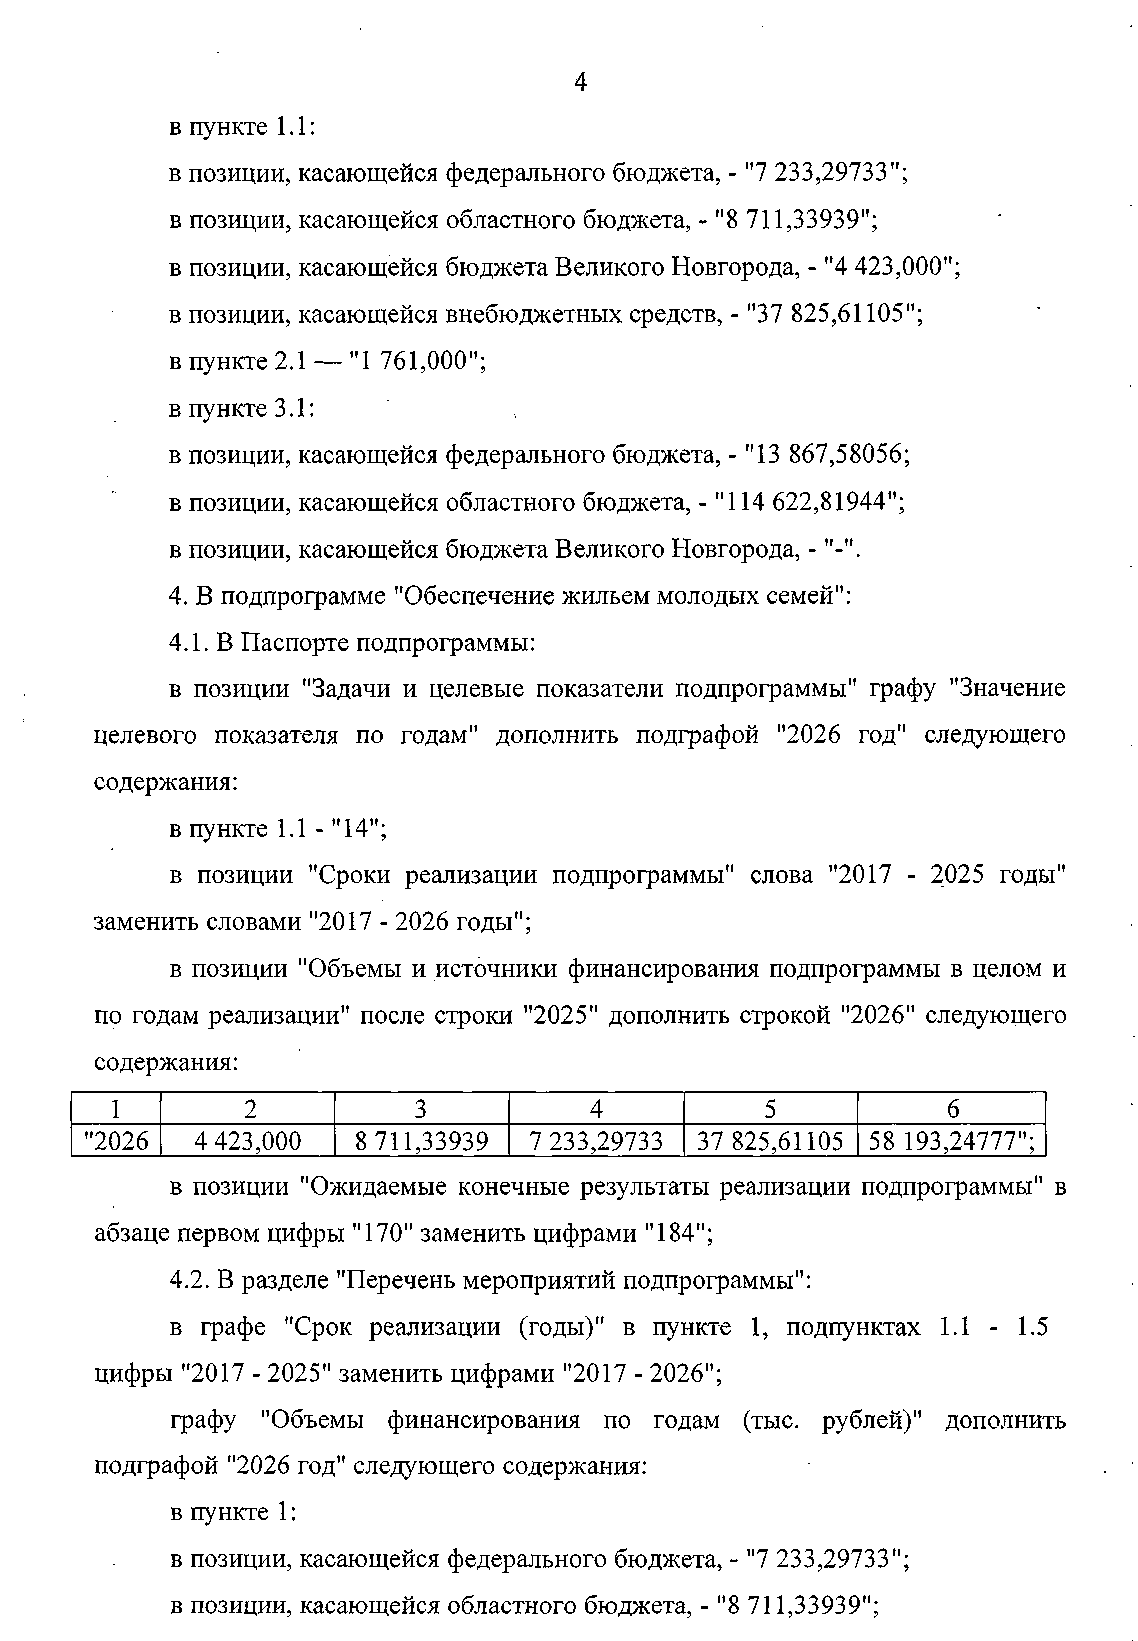 4
в пункте 1.1:
в позиции, касающейся федерального бюджета, - "7 233,29733";
в позиции, касающейся областного бюджета, - "8 711,33939";
в позиции, касающейся бюджета Великого Новгорода, - "4 423,000";
в позиции, касающейся внебюджетных средств, - "37 825,61105";
в пункте 2.1 — "1 761,000";
в пункте 3.1:
в позиции, касающейся федерального бюджета, - "13 867,58056;
в позиции, касающейся областного бюджета, - "114 622,81944";
в позиции, касающейся бюджета Великого Новгорода, - "-".
4. В подпрограмме "Обеспечение жильем молодых семей":
4.1. В Паспорте подпрограммы:
в позиции "Задачи и целевые показатели подпрограммы" графу "Значение
целевого показателя по годам" дополнить подграфой "2026 год" следующего
содержания:
в пункте 1.1 - "14";
в позиции "Сроки реализации подпрограммы" слова "2017 - 2025 годы"
заменить словами "2017 - 2026 годы";
в позиции "Объемы и источники финансирования подпрограммы в целом и
по годам реализации" после строки "2025" дополнить строкой "2026" следующего
содержания:
1 2 3 4 5 6
"2026 4 423,000 8 711,33939 7 233,29733 37 825,61105 58 193,24777";
в позиции "Ожидаемые конечные результаты реализации подпрограммы" в
абзаце первом цифры "170" заменить цифрами "184";
4.2. В разделе "Перечень мероприятий подпрограммы":
в графе "Срок реализации (годы)" в пункте 1, подпунктах 1.1 - 1.5
цифры "2017 - 2025" заменить цифрами "2017 - 2026";
графу "Объемы финансирования по годам (тыс. рублей)" дополнить
подграфой "2026 год" следующего содержания:
в пункте 1:
в позиции, касающейся федерального бюджета, - "7 233,29733";
в позиции, касающейся областного бюджета, - "8 711,33939";